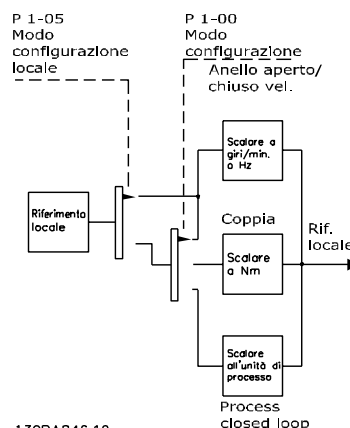 P 1-05
Modo
configurazione
locale
P 1-00
Modo
configurazione
Anello aperto/
chiuso vel.
Scalare a
giri/min.
o Hz
Riferimento
locale
Coppia
Scalare
a Nm
Rif.
locale
Scalare
all'unità di
processo
Process
closed loop